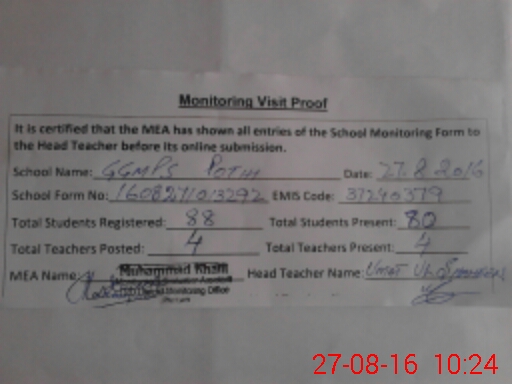 Monitoring Visit Proof
It is certified that the MEA has shown all entries of the School Monitoring Form to
the Head Teacher before its online submission.
School Name: GGMPS POTHI Date: 27.8.2016
School Form No: EMIS Code: 37240379
Total Students Registered: 88 Total Students Present: 80
Total Teachers Posted: 4 Total Teachers Present: 4
MEA Name: Muhammad Khalil Head Teacher Name:
Monitoring Office
27-08-16 10:24